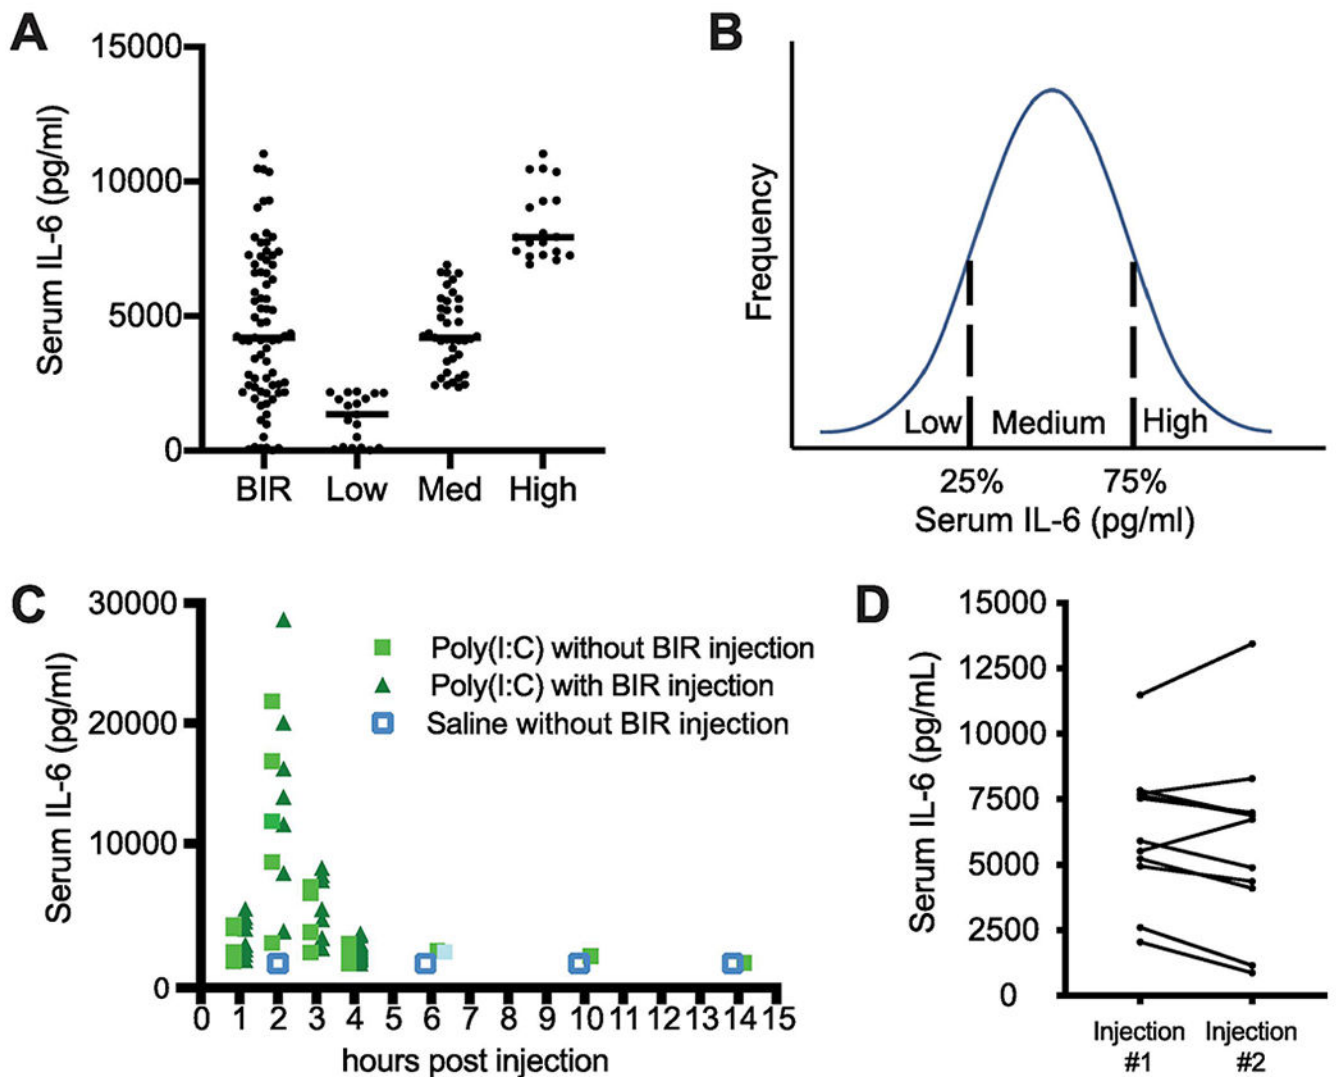 A
Serum IL-6 (pg/ml)
15000
10000
5000
0
BIR Low Med High
B
Frequency
Low Medium High
25% 75%
Serum IL-6 (pg/ml)
C
Serum IL-6 (pg/ml)
30000
20000
10000
0
Poly(I:C) without BIR injection
Poly(I:C) with BIR injection
Saline without BIR injection
0 1 2 3 4 5 6 7 8 9 10 11 12 13 14 15
hours post injection
D
Serum IL-6 (pg/mL)
15000
12500
10000
7500
5000
2500
0
Injection Injection
#1 #2